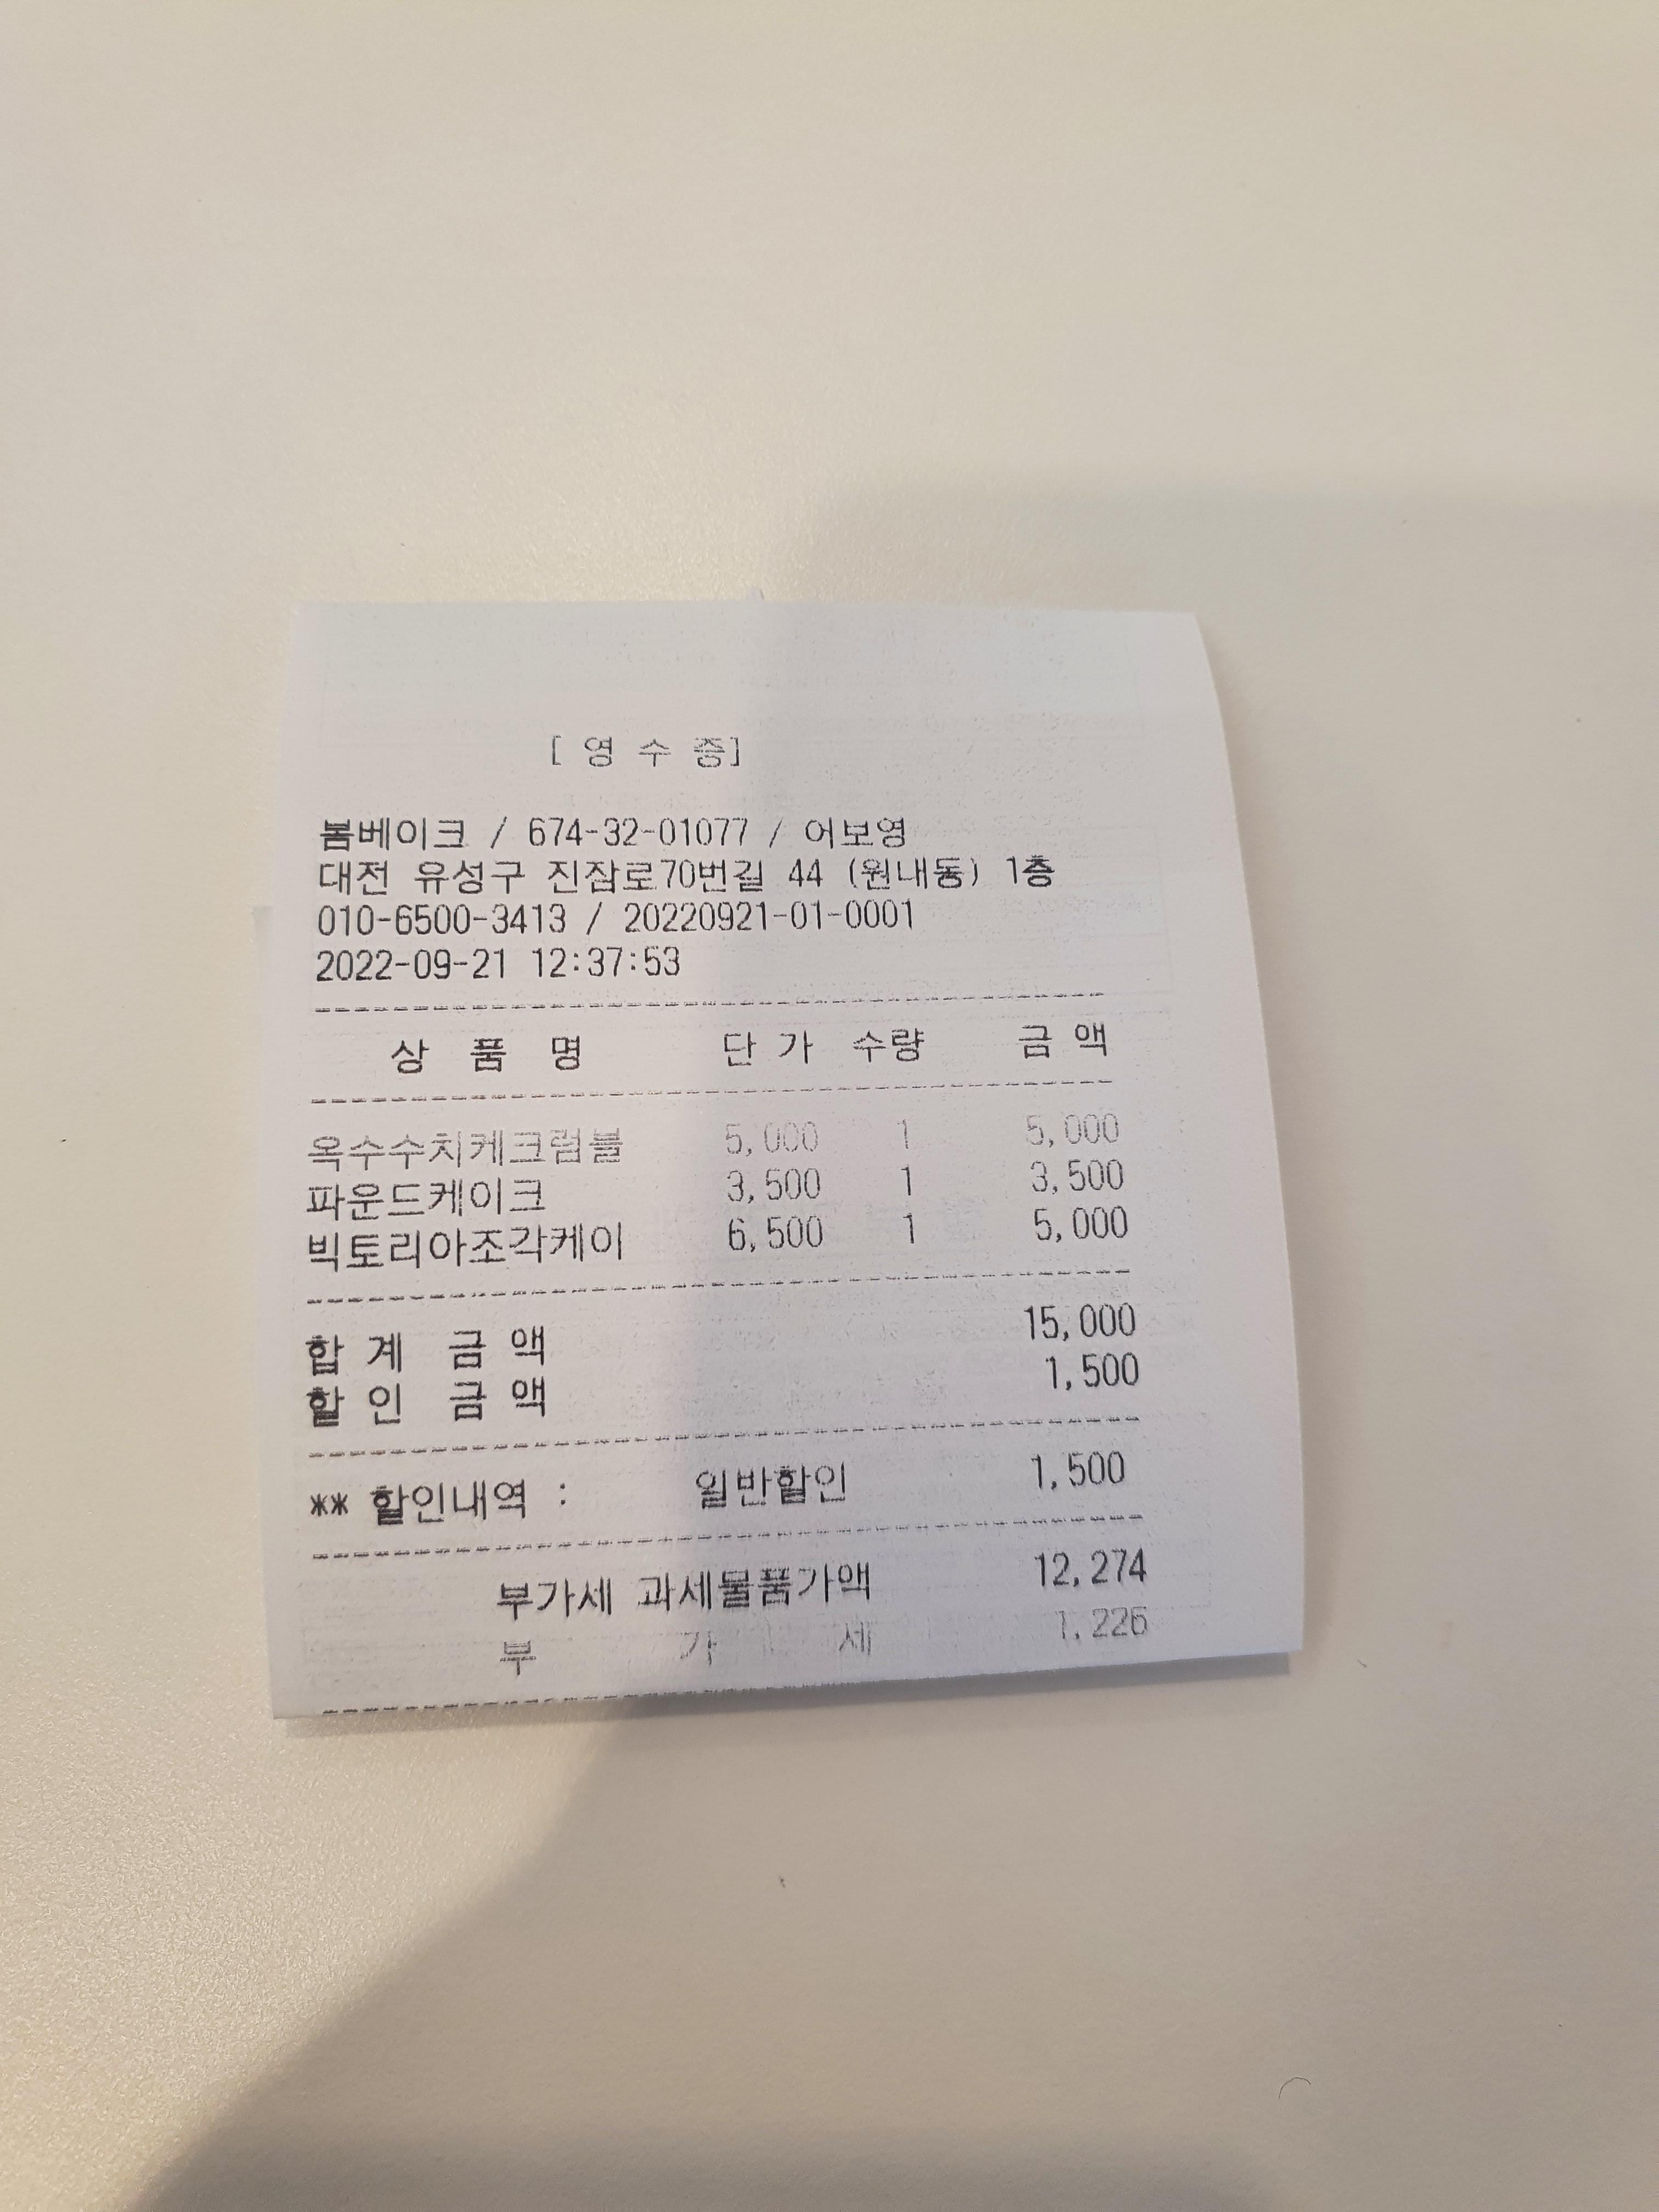 [ 영 수 증]
봄베이크 / 674-32-01077 / 어보영
대전 유성구 진잠로70번길 44 (원내동) 1층
010-6500-3413 / 20220921-01-0001
2022-09-21 12:37:53
상 품 명 단 가 수량 금 액
옥수수치케크럼블 5,000 1 5,000
파운드케이크 3,500 1 3,500
빅토리아조각케이 6,500 1 5,000
합 계 금 액 15,000
할 인 금 액 1,500
** 할인내역 : 일반할인 1,500
부가세 과세물품가액 12,274
부 가 세 1,226